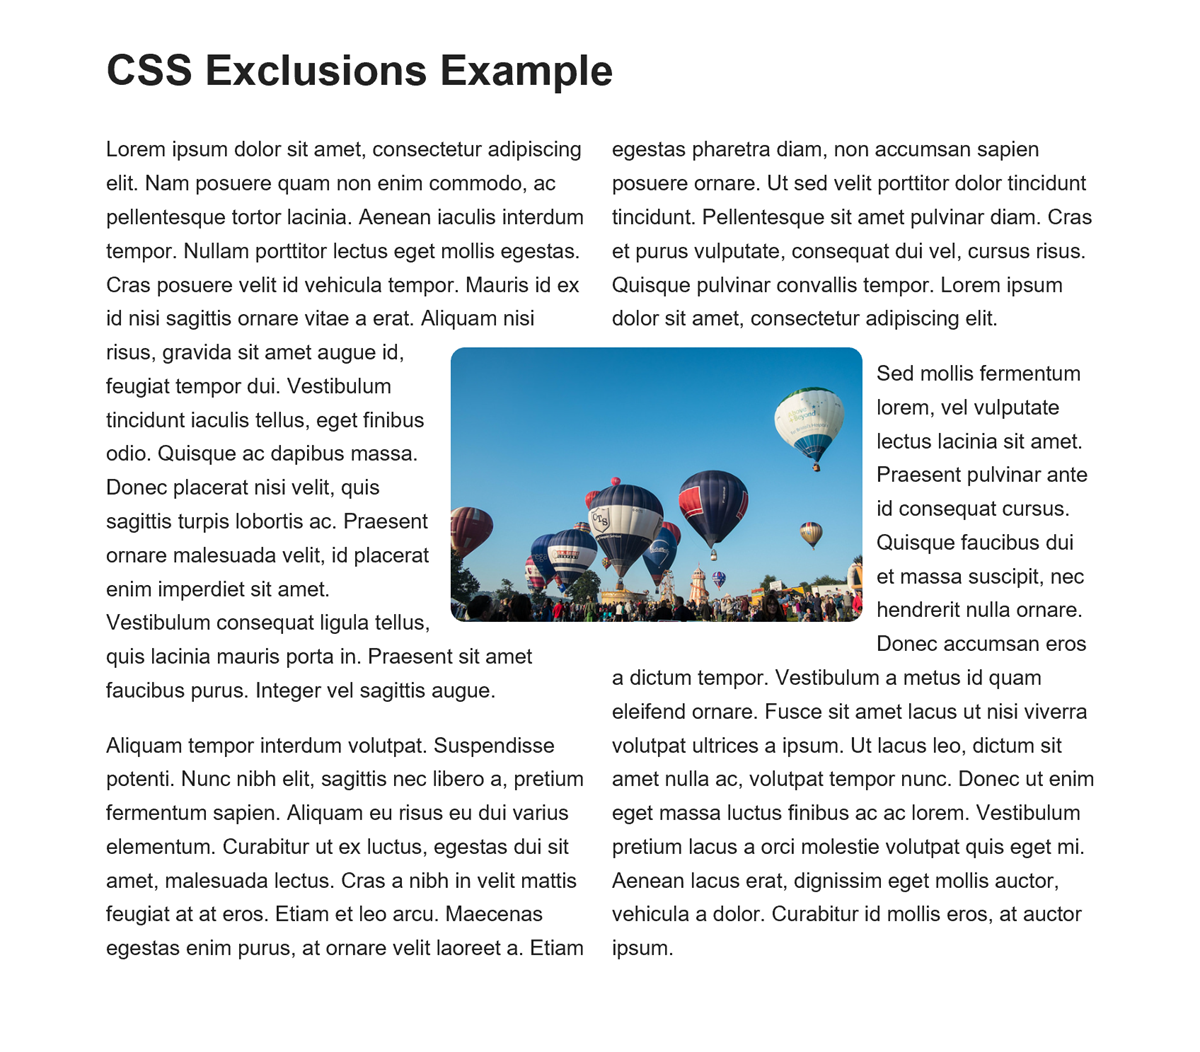 CSS Exclusions Example
Lorem ipsum dolor sit amet, consectetur adipiscing
elit. Nam posuere quam non enim commodo, ac
pellentesque tortor lacinia. Aenean iaculis interdum
tempor. Nullam porttitor lectus eget mollis egestas.
Cras posuere velit id vehicula tempor. Mauris id ex
id nisi sagittis ornare vitae a erat. Aliquam nisi
risus, gravida sit amet augue id,
feugiat tempor dui. Vestibulum
tincidunt iaculis tellus, eget finibus
odio. Quisque ac dapibus massa.
Donec placerat nisi velit, quis
sagittis turpis lobortis ac. Praesent
ornare malesuada velit, id placerat
enim imperdiet sit amet.
Vestibulum consequat ligula tellus,
quis lacinia mauris porta in. Praesent sit amet
faucibus purus. Integer vel sagittis augue.
Aliquam tempor interdum volutpat. Suspendisse
potenti. Nunc nibh elit, sagittis nec libero a, pretium
fermentum sapien. Aliquam eu risus eu dui varius
elementum. Curabitur ut ex luctus, egestas dui sit
amet, malesuada lectus. Cras a nibh in velit mattis
feugiat at at eros. Etiam et leo arcu. Maecenas
egestas enim purus, at ornare velit laoreet a. Etiam
egestas pharetra diam, non accumsan sapien
posuere ornare. Ut sed velit porttitor dolor tincidunt
tincidunt. Pellentesque sit amet pulvinar diam. Cras
et purus vulputate, consequat dui vel, cursus risus.
Quisque pulvinar convallis tempor. Lorem ipsum
dolor sit amet, consectetur adipiscing elit.
Sed mollis fermentum
lorem, vel vulputate
lectus lacinia sit amet.
Praesent pulvinar ante
id consequat cursus.
Quisque faucibus dui
et massa suscipit, nec
hendrerit nulla ornare.
Donec accumsan eros
a dictum tempor. Vestibulum a metus id quam
eleifend ornare. Fusce sit amet lacus ut nisi viverra
volutpat ultrices a ipsum. Ut lacus leo, dictum sit
amet nulla ac, volutpat tempor nunc. Donec ut enim
eget massa luctus finibus ac ac lorem. Vestibulum
pretium lacus a orci molestie volutpat quis eget mi.
Aenean lacus erat, dignissim eget mollis auctor,
vehicula a dolor. Curabitur id mollis eros, at auctor
ipsum.